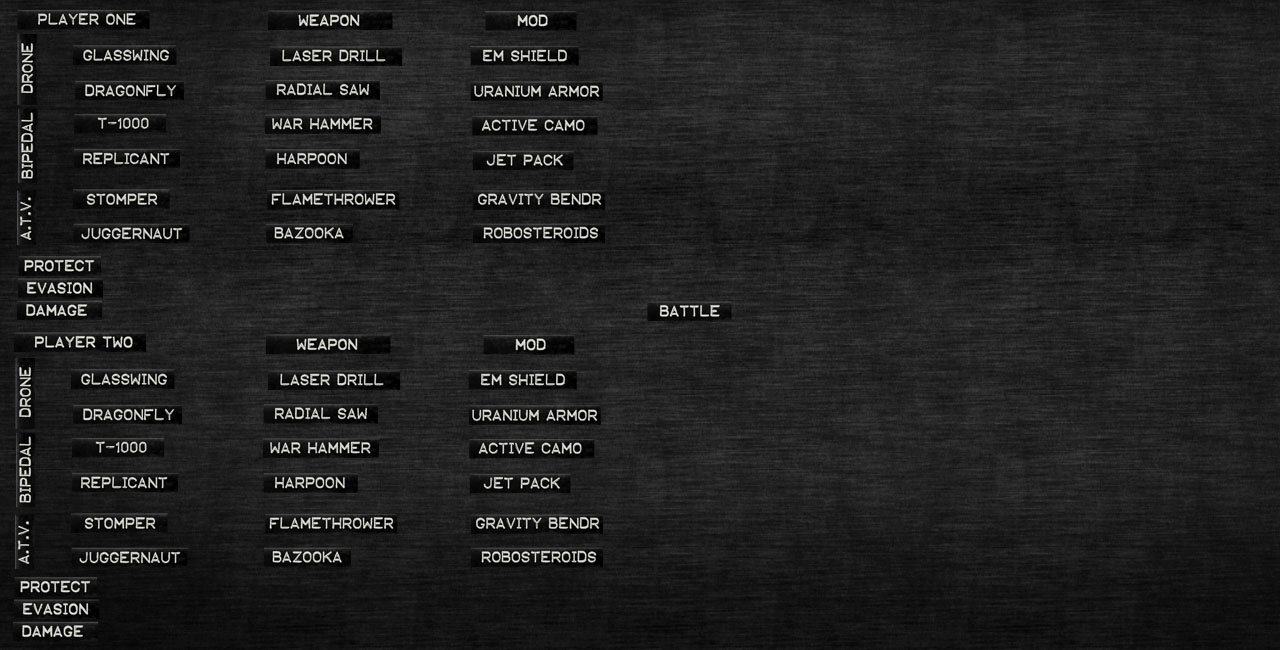 PLAYER ONE WEAPON MOD
DRONE
GLASSWING LASER DRILL EM SHIELD
DRAGONFLY RADIAL SAW URANIUM ARMOR
BIPEDAL
T-1000 WAR HAMMER ACTIVE CAMO
REPLICANT HARPOON JET PACK
A.T.V.
STOMPER FLAMETHROWER GRAVITY BENDR
JUGGERNAUT BAZOOKA ROBOSTEROIDS
PROTECT
EVASION
DAMAGE
BATTLE
PLAYER TWO WEAPON MOD
DRONE
GLASSWING LASER DRILL EM SHIELD
DRAGONFLY RADIAL SAW URANIUM ARMOR
BIPEDAL
T-1000 WAR HAMMER ACTIVE CAMO
REPLICANT HARPOON JET PACK
A.T.V.
STOMPER FLAMETHROWER GRAVITY BENDR
JUGGERNAUT BAZOOKA ROBOSTEROIDS
PROTECT
EVASION
DAMAGE